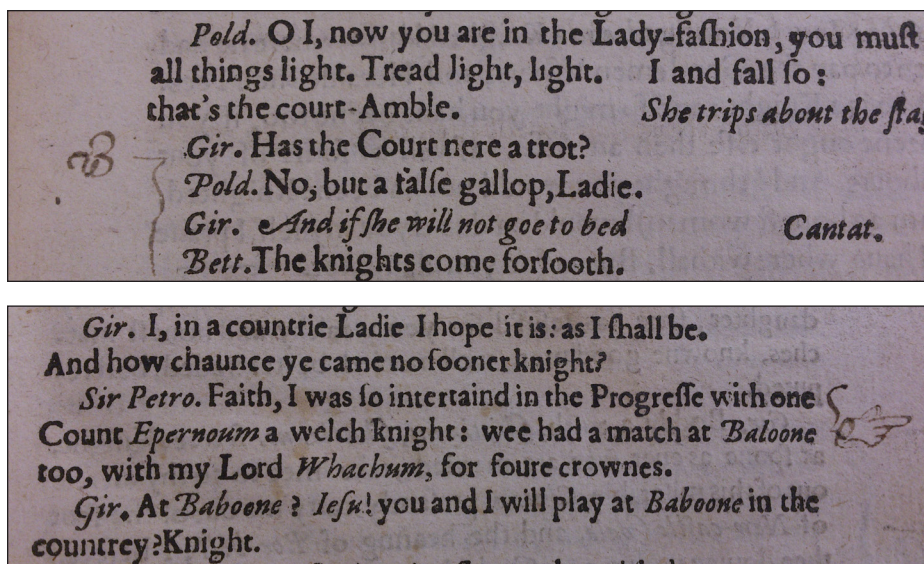 Pold. O I, now you are in the Lady-faſhion, you muſt
all things light. Tread light, light. I and fall ſo:
that's the court-Amble. She trips about the ſta
Gir. Has the Court nere a trot?
Pold. No, but a falſe gallop, Ladie.
Gir. And if ſhe will not goe to bed Cantat.
Bett. The knights come forſooth.
Gir. I, in a countrie Ladie I hope it is: as I ſhall be.
And how chaunce ye came no ſooner knight?
Sir Petro. Faith, I was ſo intertaind in the Progreſſe with one
Count Epernoum a welch knight: wee had a match at Baloone
too, with my Lord Whachum, for foure crownes.
Gir. At Baboone? Ieſu! you and I will play at Baboone in the
countrey? Knight.